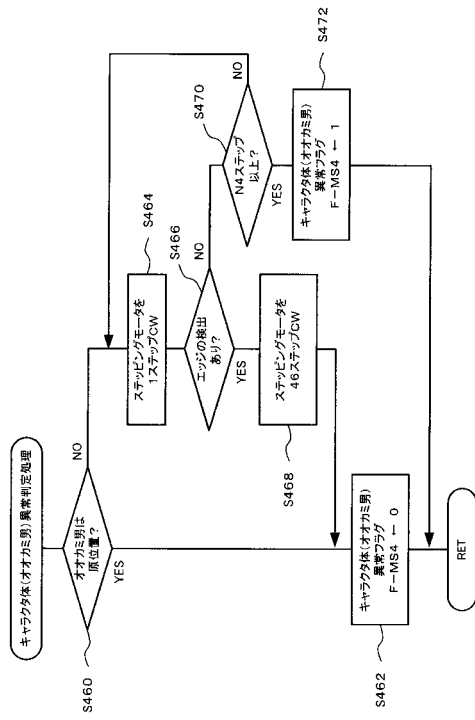 キャラクタ体(オオカミ男)異常判定処理
S460
オオカミ男は
原位置?
NO
YES
S464
ステッピングモータを
1ステップCW
S466
エッジの検出
あり?
NO
YES
S468
ステッピングモータを
46ステップCW
S470
N4ステップ
以上?
NO
YES
S472
キャラクタ体(オオカミ男)
異常フラグ
F-MS4 ← 1
S462
キャラクタ体(オオカミ男)
異常フラグ
F-MS4 ← 0
RET